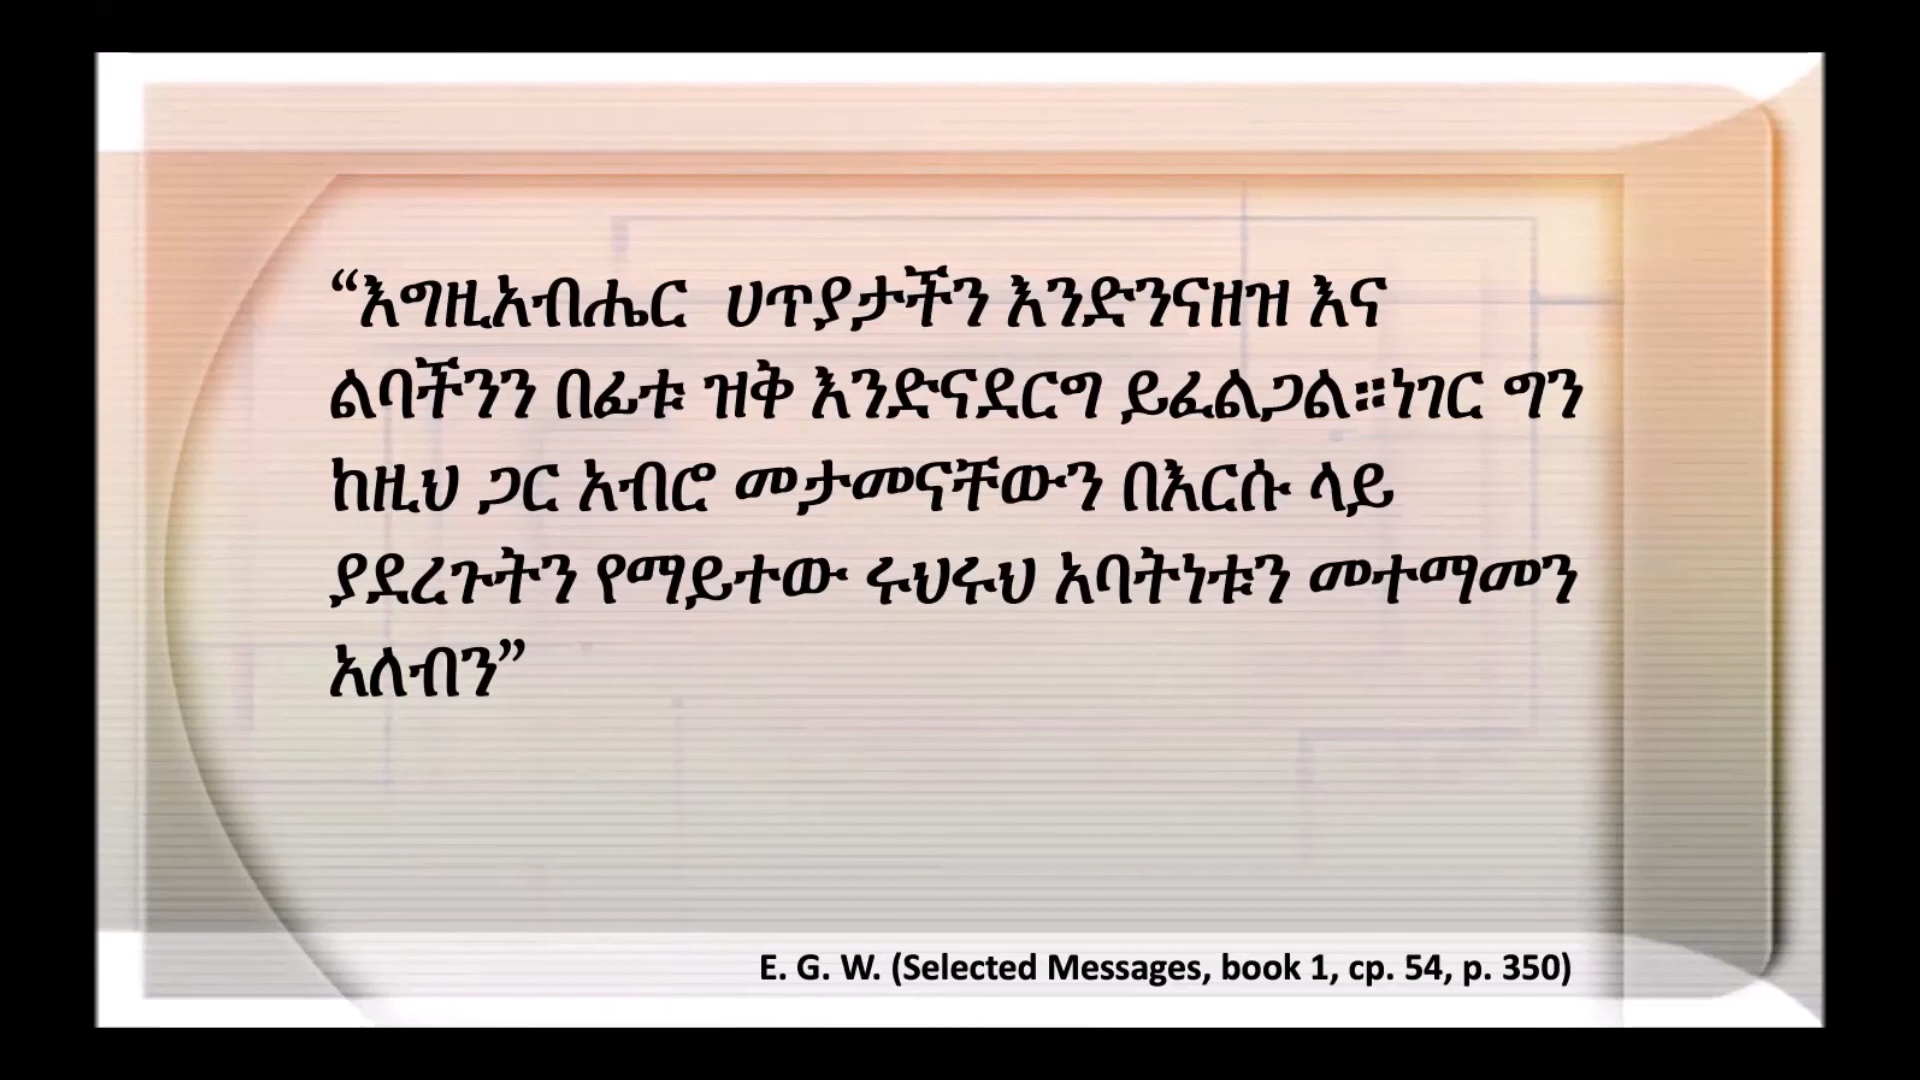 “እግዚአብሔር  ሀጥያታችን እንድንናዘዝ እና
ልባችንን በፊቱ ዝቅ እንድናደርግ ይፈልጋል።ነገር ግን
ከዚህ ጋር አብሮ መታመናቸውን በእርሱ ላይ
ያደረጉትን የማይተው ሩህሩህ አባትነቱን መተማመን
አለብን”
E. G. W. (Selected Messages, book 1, cp. 54, p. 350)